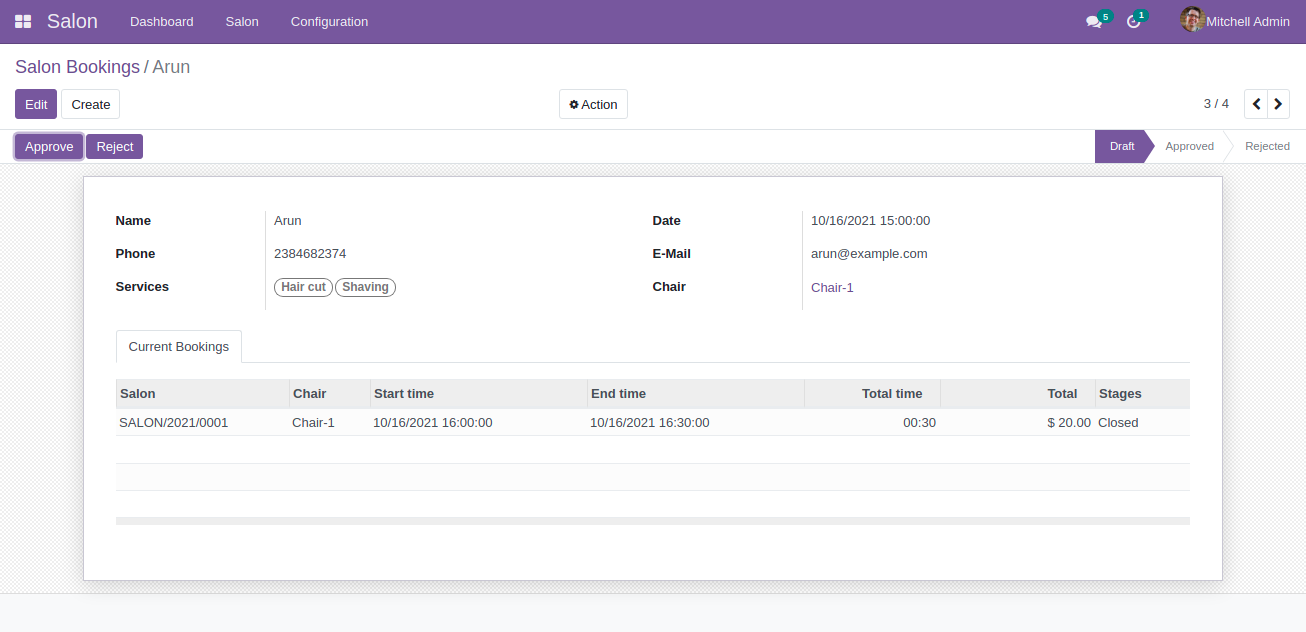 Salon Dashboard Salon Configuration 5 1 Mitchell Admin
Salon Bookings / Arun
Edit Create Action 3 / 4
Approve Reject Draft Approved Rejected
Name Arun Date 10/16/2021 15:00:00
Phone 2384682374 E-Mail arun@example.com
Services Hair cut Shaving Chair Chair-1
Current Bookings
Salon Chair Start time End time Total time Total Stages
SALON/2021/0001 Chair-1 10/16/2021 16:00:00 10/16/2021 16:30:00 00:30 $ 20.00 Closed